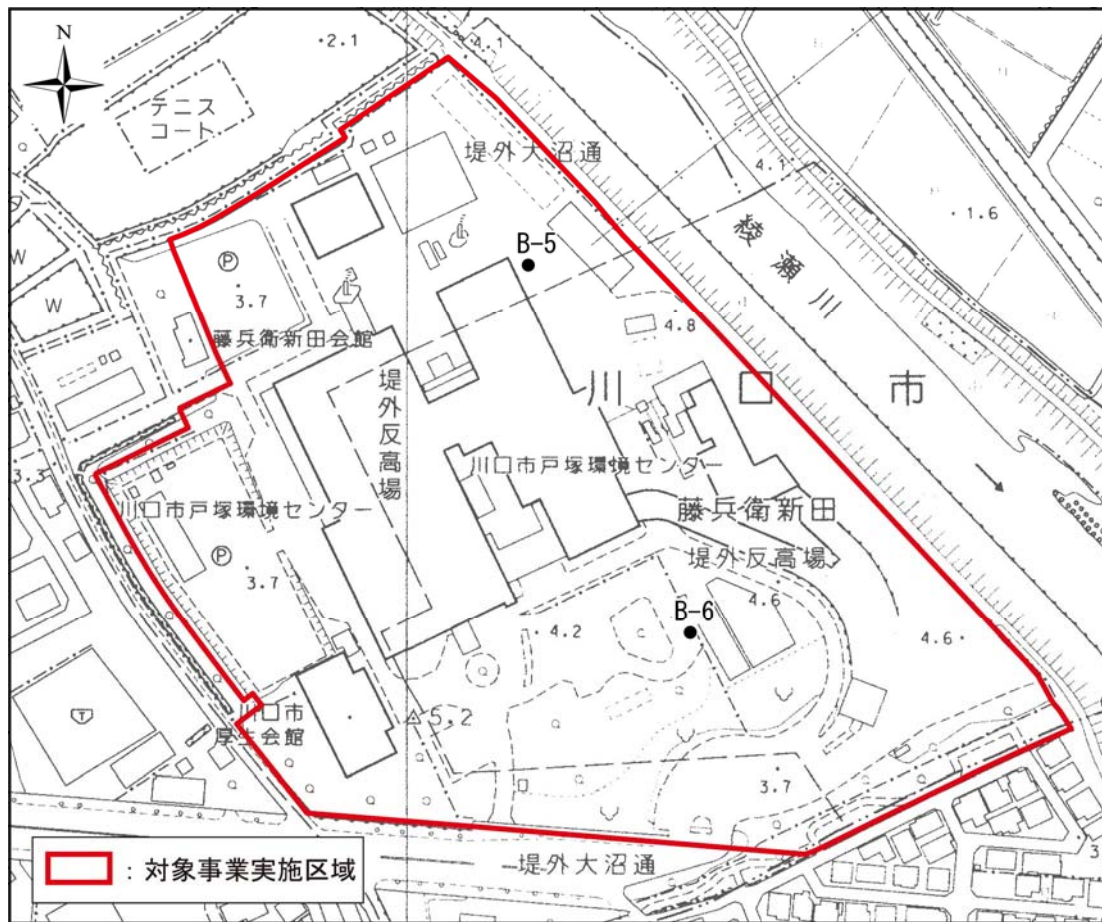 N
2.1
4.1
テニス
コート
堤外大沼通
4.1
1.6
綾瀬川
B-5
W
W
P
3.7
藤兵衛新田会館
4.8
堤外反高場
川口市
3.3
川口市戸塚環境センター
川口市戸塚環境センター
藤兵衛新田
P
3.7
堤外反高場
4.6
B-6
4.2
4.6
川口市
厚生会館
5.2
3.7
：対象事業実施区域
堤外大沼通
3